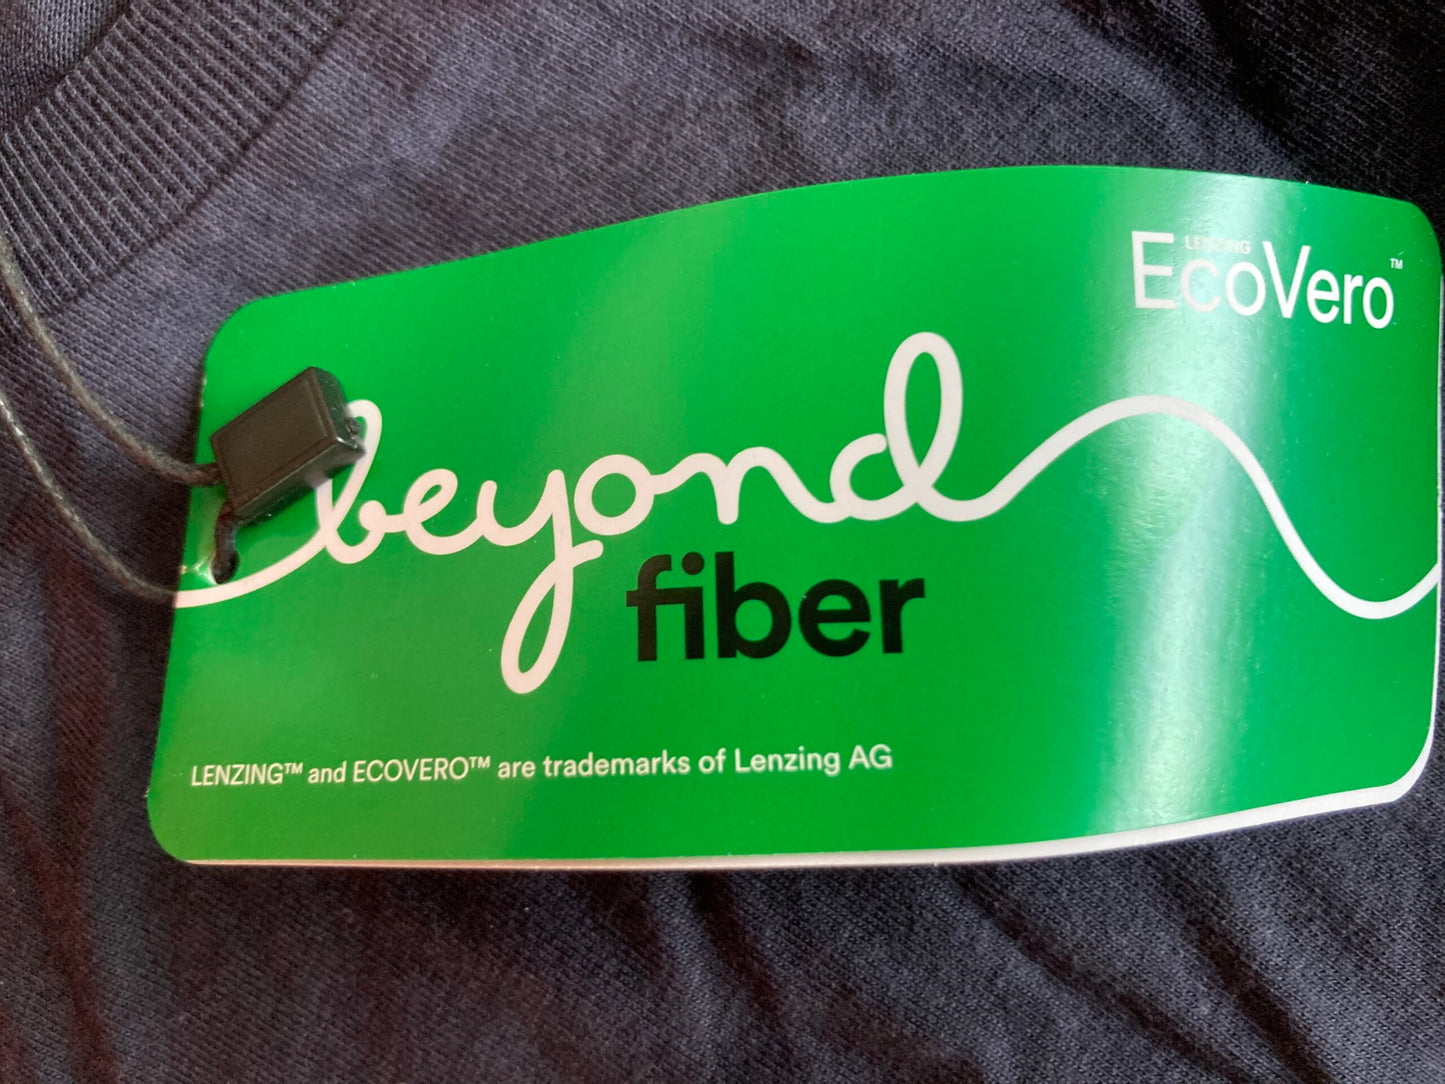 LENZING
EcoVero™
beyond
fiber
LENZING™ and ECOVERO™ are trademarks of Lenzing AG